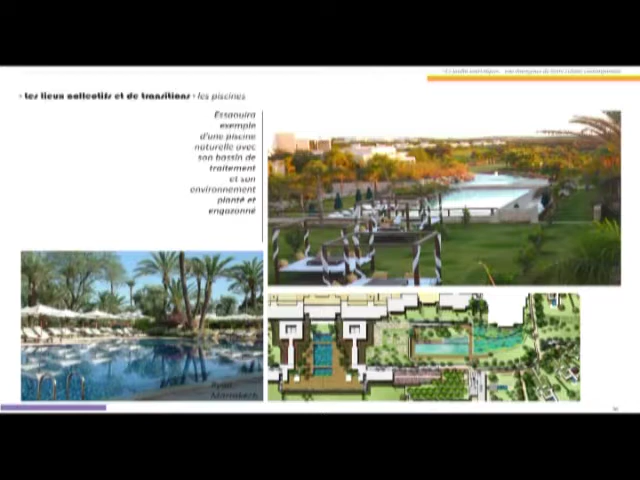 - Les lieux collectifs et de transitions - les piscines
Essaouira
exemple
d'une piscine
naturelle avec
son bassin de
traitement
et son
environnement
planté et
engazonné
Marrakech